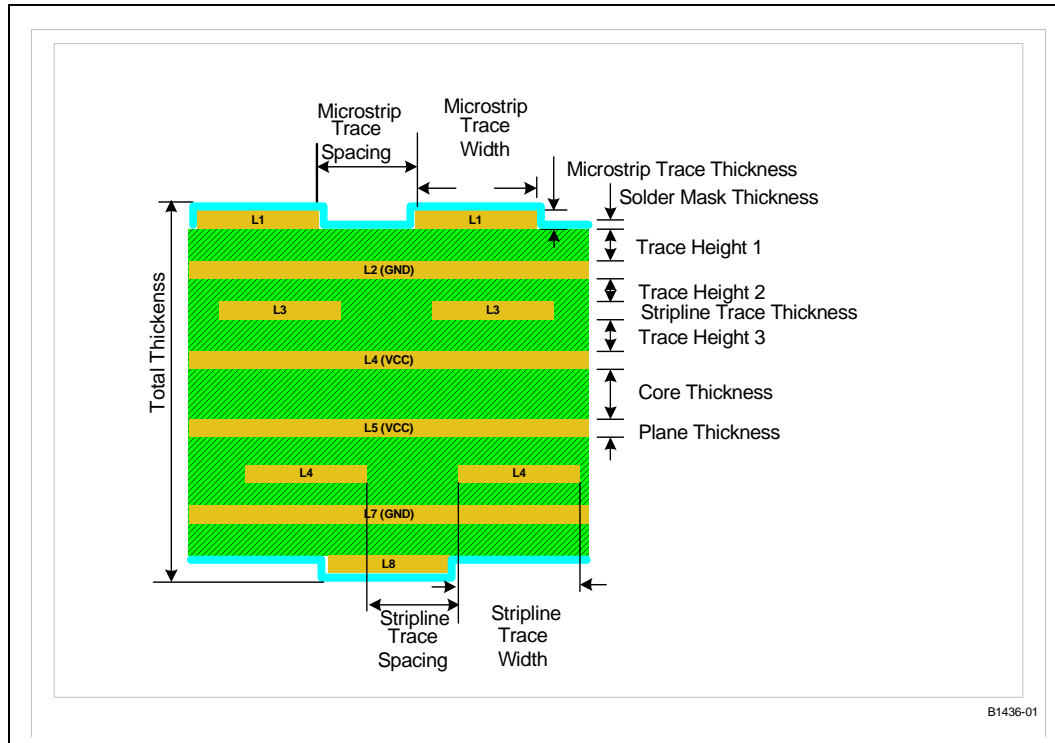 Microstrip
Trace
Spacing
Microstrip
Trace
Width
Microstrip Trace Thickness
Solder Mask Thickness
L1
L1
Trace Height 1
L2 (GND)
Trace Height 2
L3
L3
Stripline Trace Thickness
Trace Height 3
L4 (VCC)
Total Thickenss
Core Thickness
L5 (VCC)
Plane Thickness
L4
L4
L7 (GND)
L8
Stripline
Trace
Spacing
Stripline
Trace
Width
B1436-01